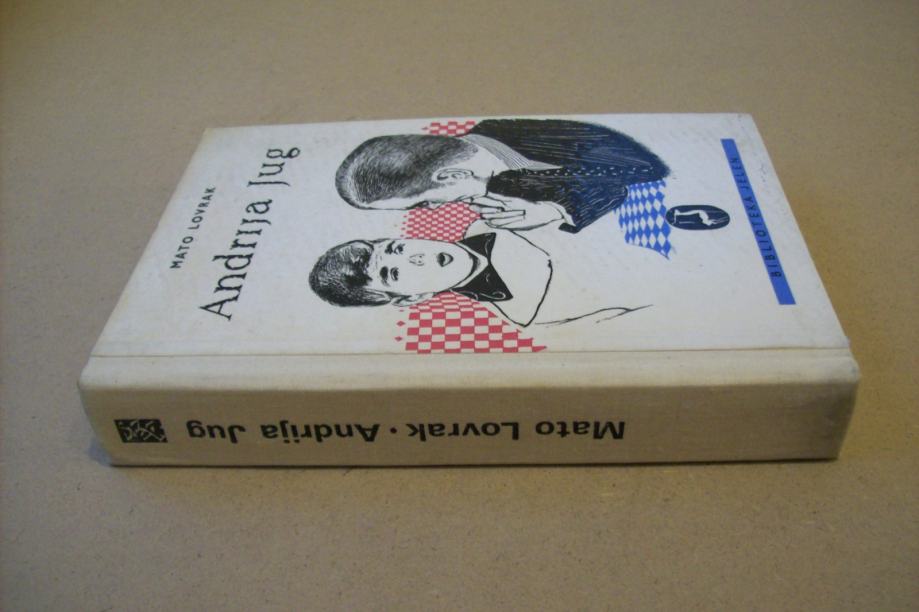 MATO LOVRAK
Andrija Jug
BIBLIOTEKA JELEN
Mato Lovrak · Andrija Jug